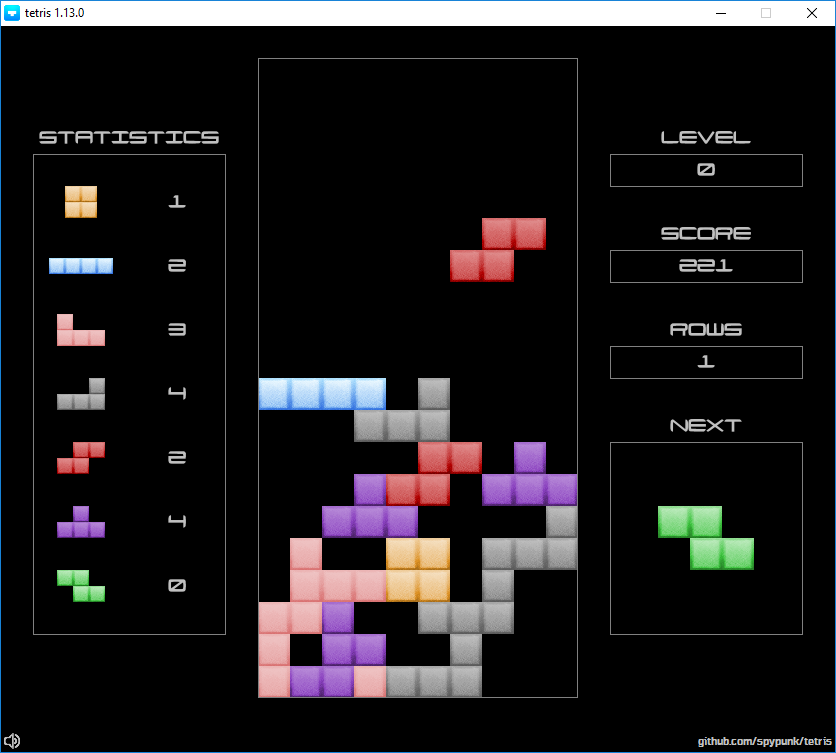 tetris 1.13.0
STATISTICS
1
2
3
4
2
4
0
LEVEL
0
SCORE
221
ROWS
1
NEXT
github.com/spypunk/tetris